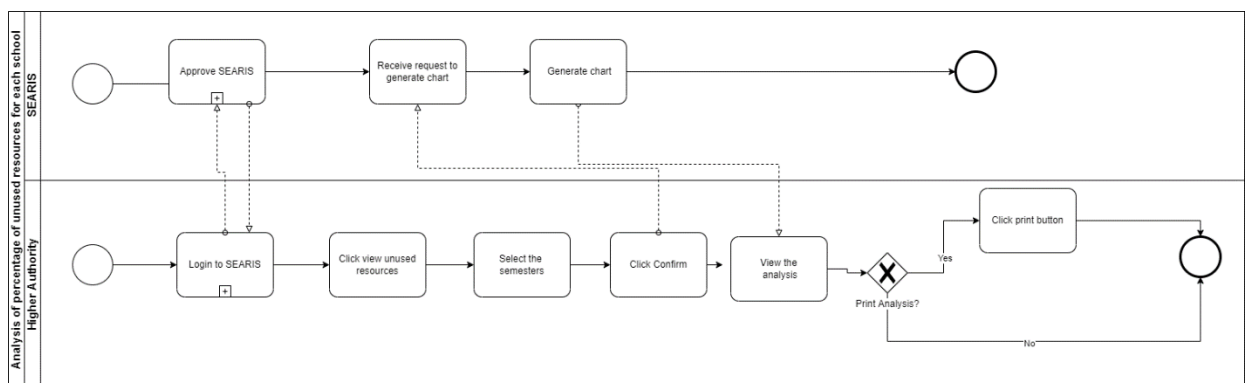 Analysis of percentage of unused resources for each school
SEARIS
Approve SEARIS
Receive request to
generate chart
Generate chart
Higher Authority
Login to SEARIS
Click view unused
resources
Select the
semesters
Click Confirm
View the
analysis
Print Analysis?
Yes
Click print button
No